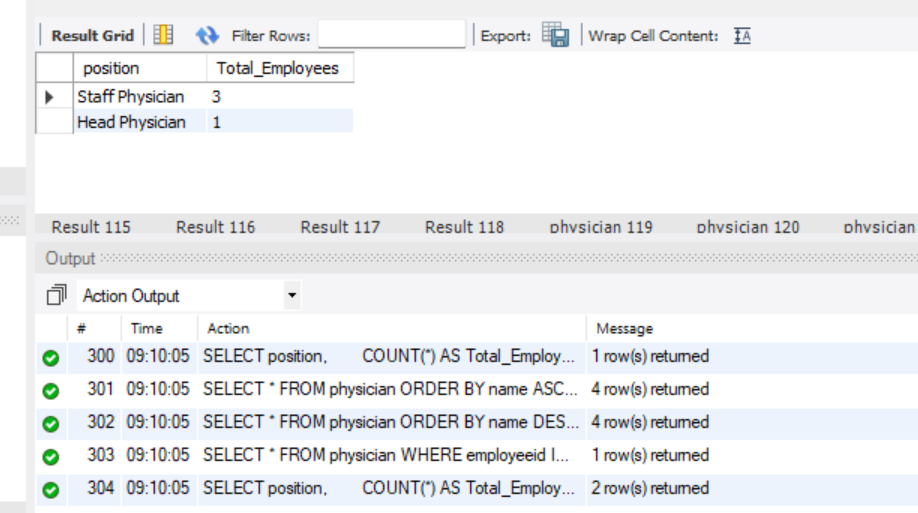 Result Grid Filter Rows: Export: Wrap Cell Content: IA
position Total_Employees
Staff Physician 3
Head Physician 1
Result 115 Result 116 Result 117 Result 118 physician 119 physician 120 physician
Output
Action Output
# Time Action Message
300 09:10:05 SELECT position, COUNT(*) AS Total_Employ... 1 row(s) returned
301 09:10:05 SELECT * FROM physician ORDER BY name ASC... 4 row(s) returned
302 09:10:05 SELECT * FROM physician ORDER BY name DES... 4 row(s) returned
303 09:10:05 SELECT * FROM physician WHERE employeeid I... 1 row(s) returned
304 09:10:05 SELECT position, COUNT(*) AS Total_Employ... 2 row(s) returned